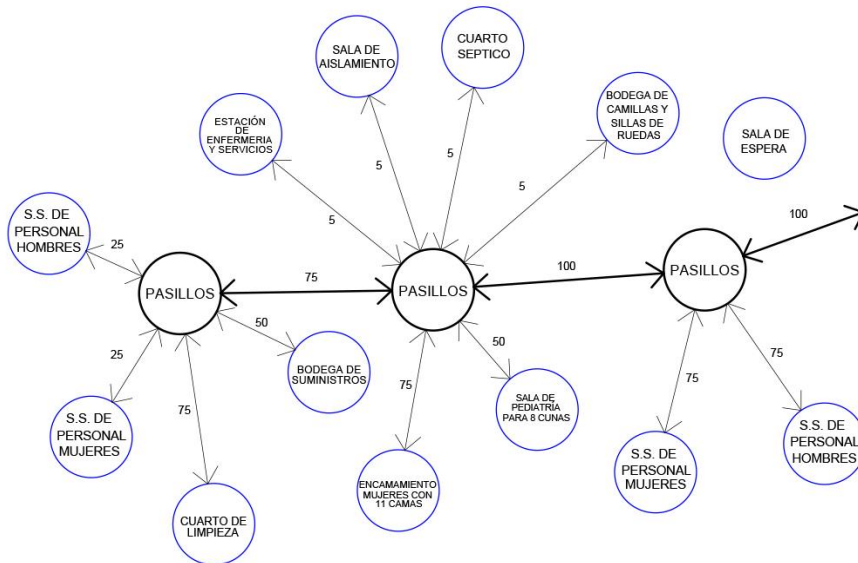 SALA DE
AISLAMIENTO
CUARTO
SEPTICO
ESTACIÓN
DE
ENFERMERIA
Y SERVICIOS
BODEGA DE
CAMILLAS Y
SILLAS DE
RUEDAS
SALA DE
ESPERA
5
5
5
5
S.S. DE
PERSONAL
HOMBRES
25
100
PASILLOS
75
PASILLOS
100
PASILLOS
25
50
50
75
75
75
75
BODEGA DE
SUMINISTROS
SALA DE
PEDIATRÍA
PARA 8 CUNAS
S.S. DE
PERSONAL
MUJERES
S.S. DE
PERSONAL
MUJERES
S.S. DE
PERSONAL
HOMBRES
ENCAMAMIENTO
MUJERES CON
11 CAMAS
CUARTO DE
LIMPIEZA